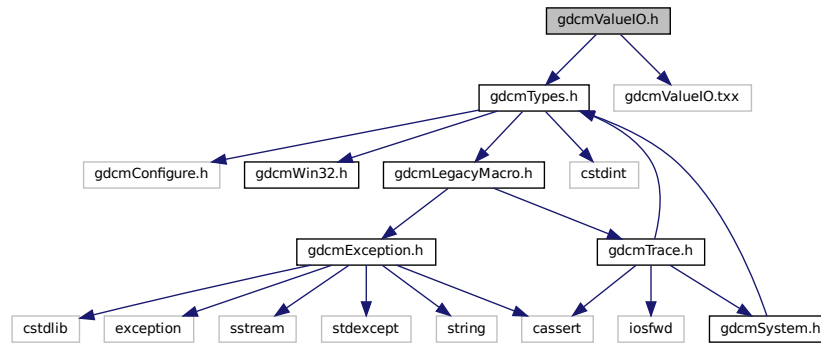 gdcmValueIO.h
gdcmTypes.h
gdcmValueIO.txx
gdcmConfigure.h
gdcmWin32.h
gdcmLegacyMacro.h
cstdint
gdcmException.h
gdcmTrace.h
cstdlib
exception
sstream
stdexcept
string
cassert
iosfwd
gdcmSystem.h